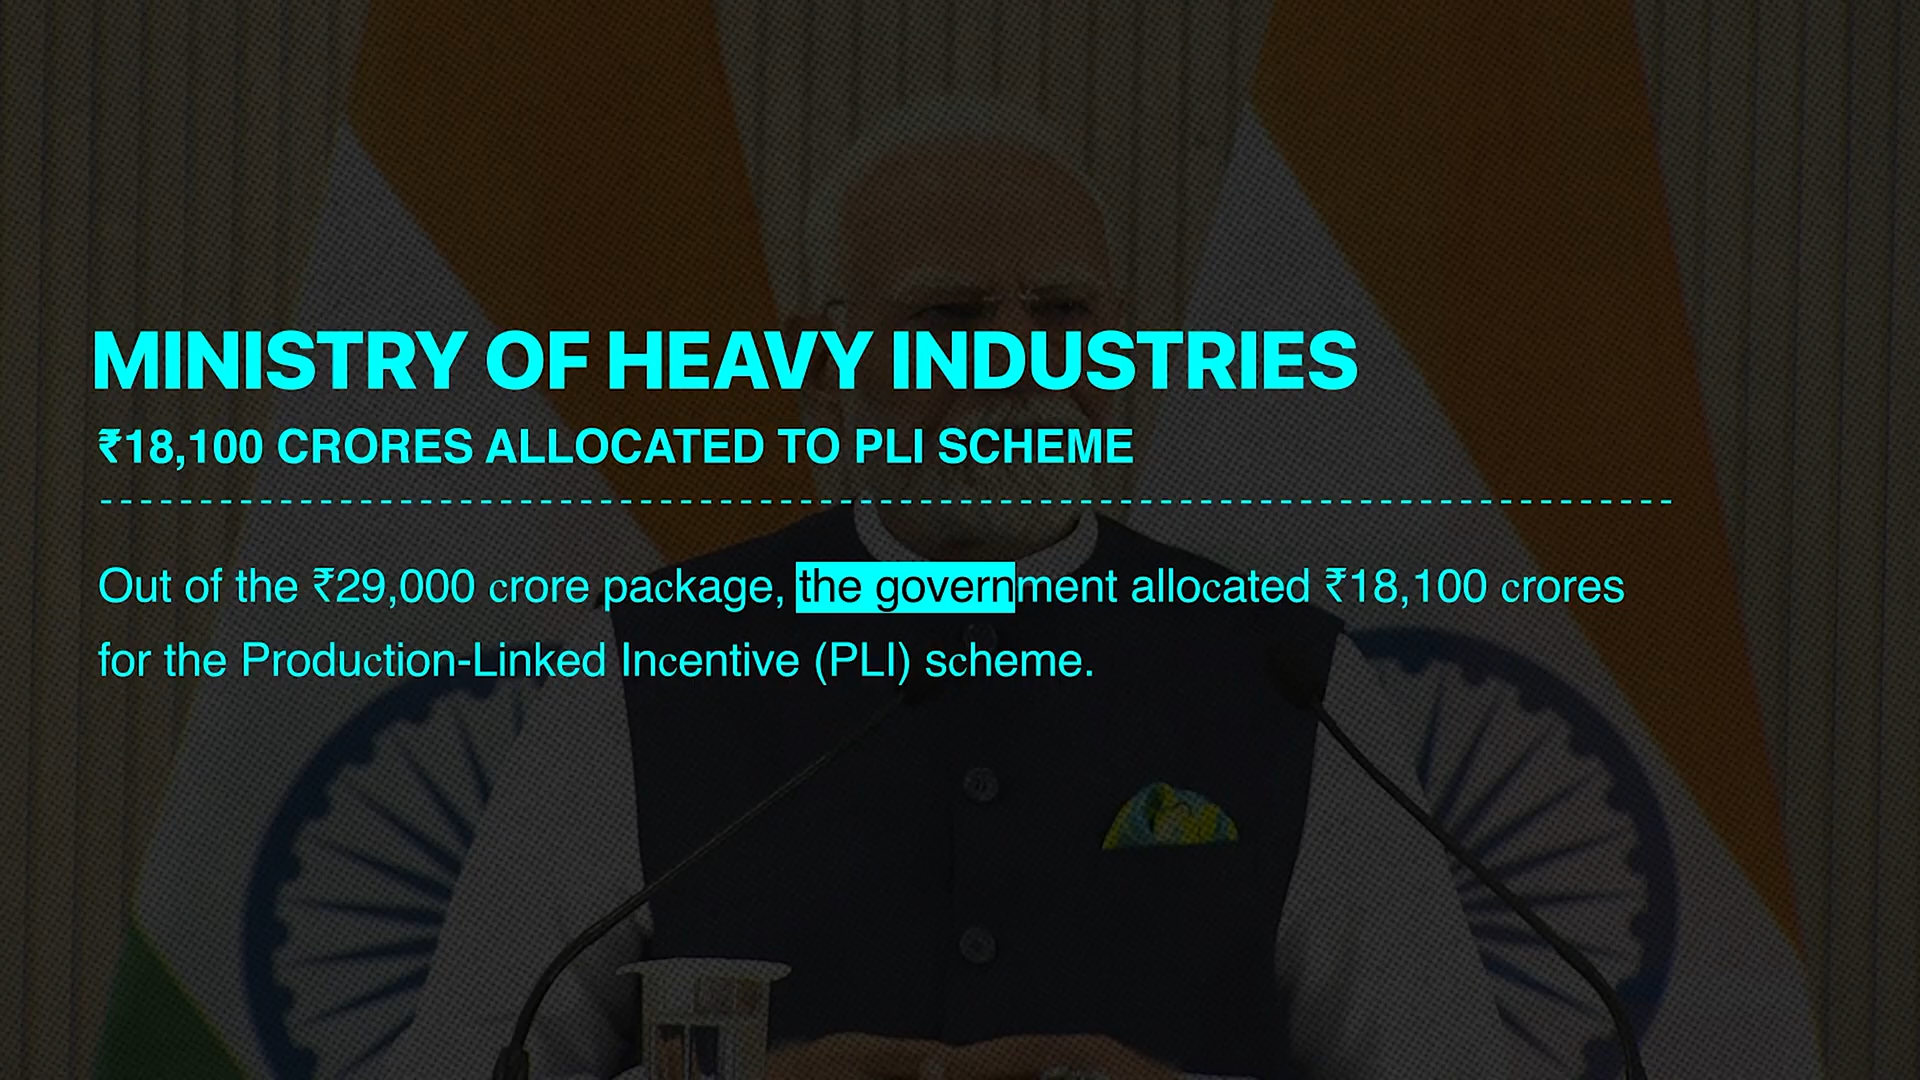 MINISTRY OF HEAVY INDUSTRIES
₹18,100 CRORES ALLOCATED TO PLI SCHEME
Out of the ₹29,000 crore package, the government allocated ₹18,100 crores
for the Production-Linked Incentive (PLI) scheme.